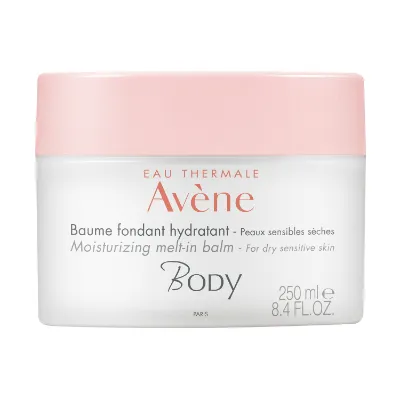 EAU THERMALE
Avène
Baume fondant hydratant - Peaux sensibles sèches
Moisturizing melt-in balm - For dry sensitive skin
Body
250 ml e
8.4 FL.OZ.
PARIS